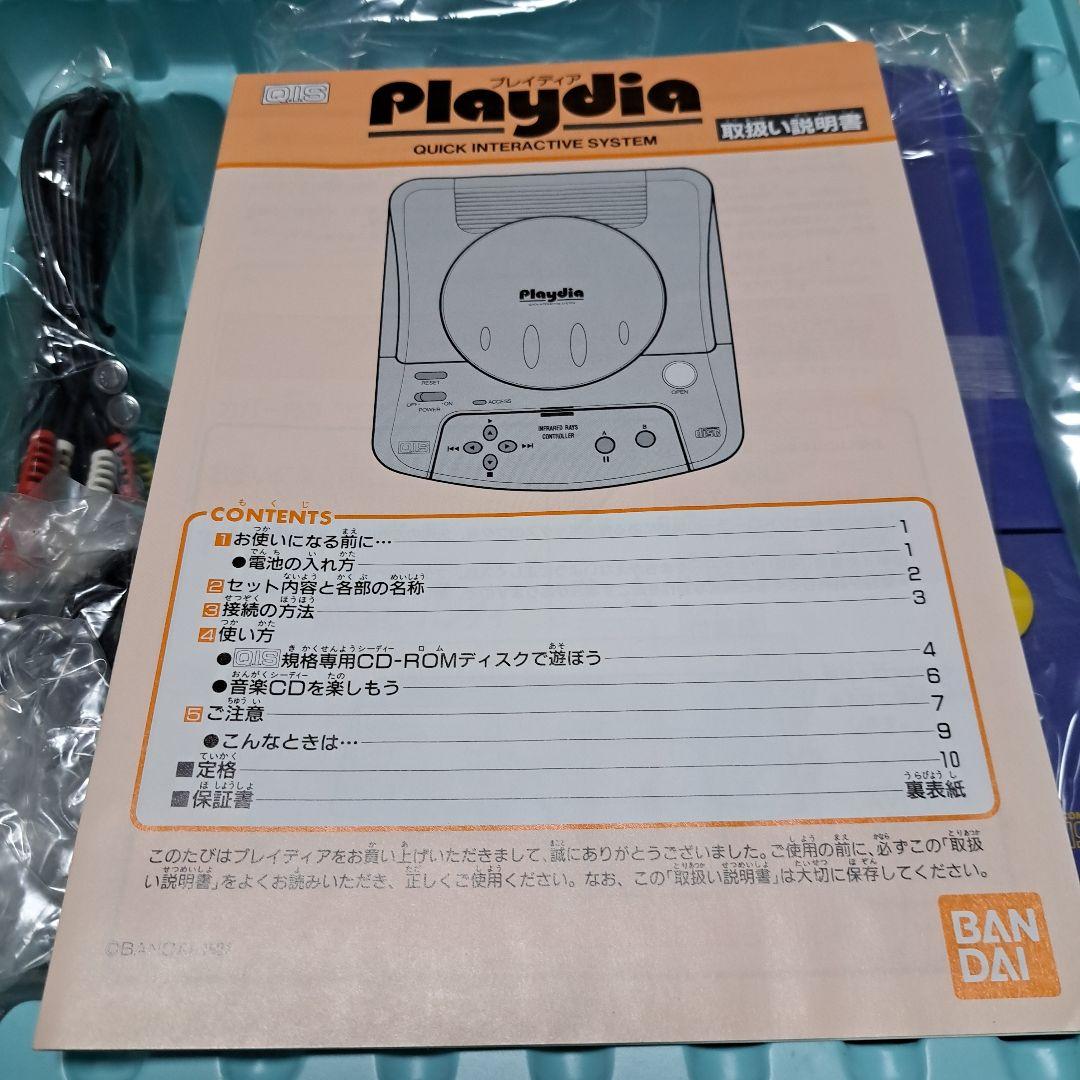 QIS
プレイディア
Playdia
QUICK INTERACTIVE SYSTEM
取扱い説明書
Playdia
RESET
OFF ON
POWER
ACCESS
OPEN
QIS
INFRARED RAYS
CONTROLLER
A
B
disc
もくじ
CONTENTS
1 お使いになる前に… 1
●電池の入れ方 1
2 セット内容と各部の名称 2
3 接続の方法 3
4 使い方
●QIS規格専用CD-ROMディスクで遊ぼう 4
●音楽CDを楽しもう 6
5 ご注意 7
●こんなときは… 9
■定格 10
■保証書 裏表紙
このたびはプレイディアをお買い上げいただきまして、誠にありがとうございました。ご使用の前に、必ずこの「取扱
い説明書」をよくお読みいただき、正しくご使用ください。なお、この「取扱い説明書」は大切に保存してください。
©BANDAI
BAN
DAI